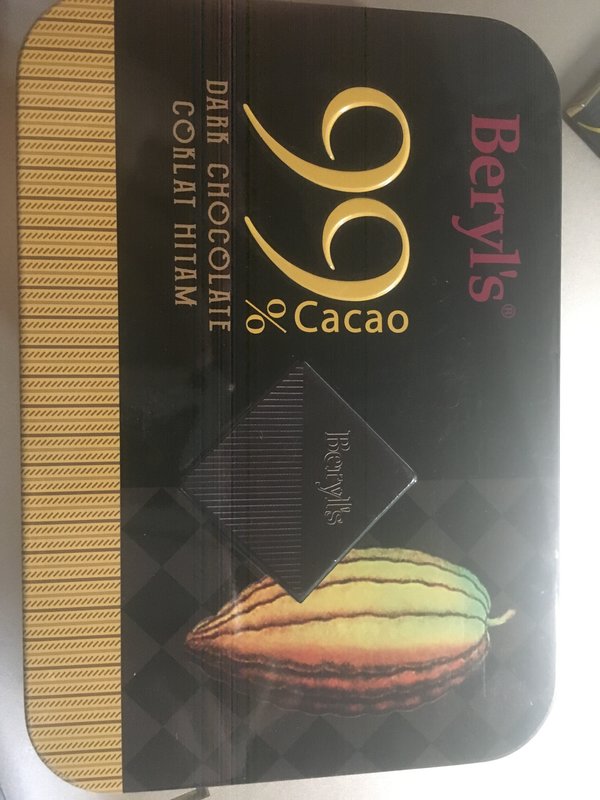 Beryl's®
99% Cacao
DARK CHOCOLATE
COKLAT HITAM
Beryl's